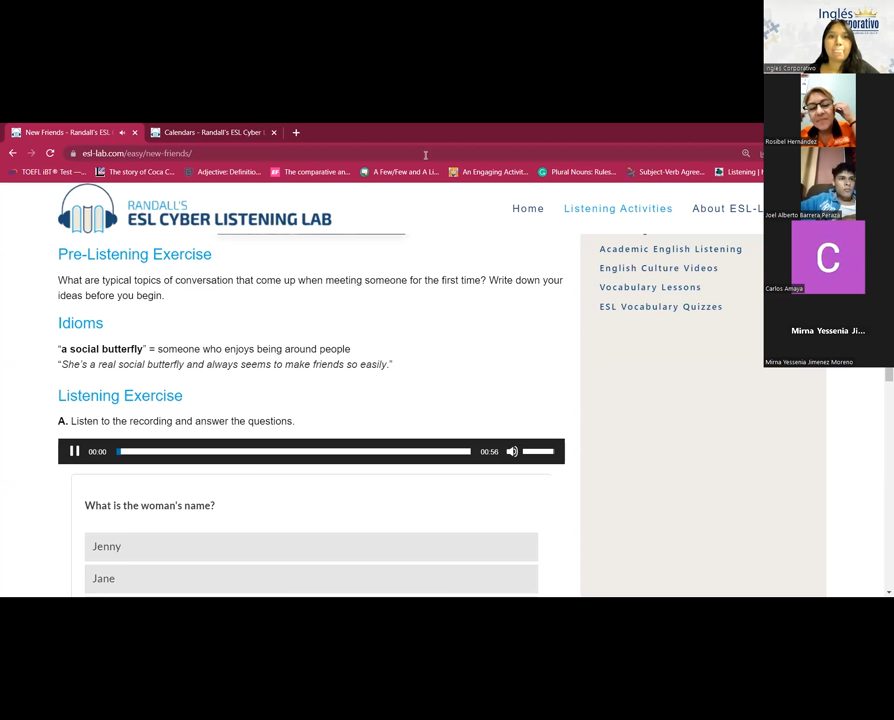 Inglés
Corporativo
Inglés Corporativo
New Friends - Randall's ESL
Calendars - Randall's ESL Cyber L
esl-lab.com/easy/new-friends/
TOEFL iBT® Test —...
The story of Coca C...
Adjective: Definitio...
The comparative an...
A Few/Few and A Li...
An Engaging Activit...
Plural Nouns: Rules...
Subject-Verb Agree...
Listening |
Rosibel Hernández
RANDALL'S
ESL CYBER LISTENING LAB
Home
Listening Activities
About ESL-L
Joel Alberto Barrera Peraza
Pre-Listening Exercise
What are typical topics of conversation that come up when meeting someone for the first time? Write down your
ideas before you begin.
Academic English Listening
English Culture Videos
Vocabulary Lessons
ESL Vocabulary Quizzes
C
Carlos Amaya
Mirna Yessenia Ji...
Mirna Yessenia Jimenez Moreno
Idioms
“a social butterfly” = someone who enjoys being around people
“She’s a real social butterfly and always seems to make friends so easily.”
Listening Exercise
A. Listen to the recording and answer the questions.
00:00
00:56
What is the woman's name?
Jenny
Jane